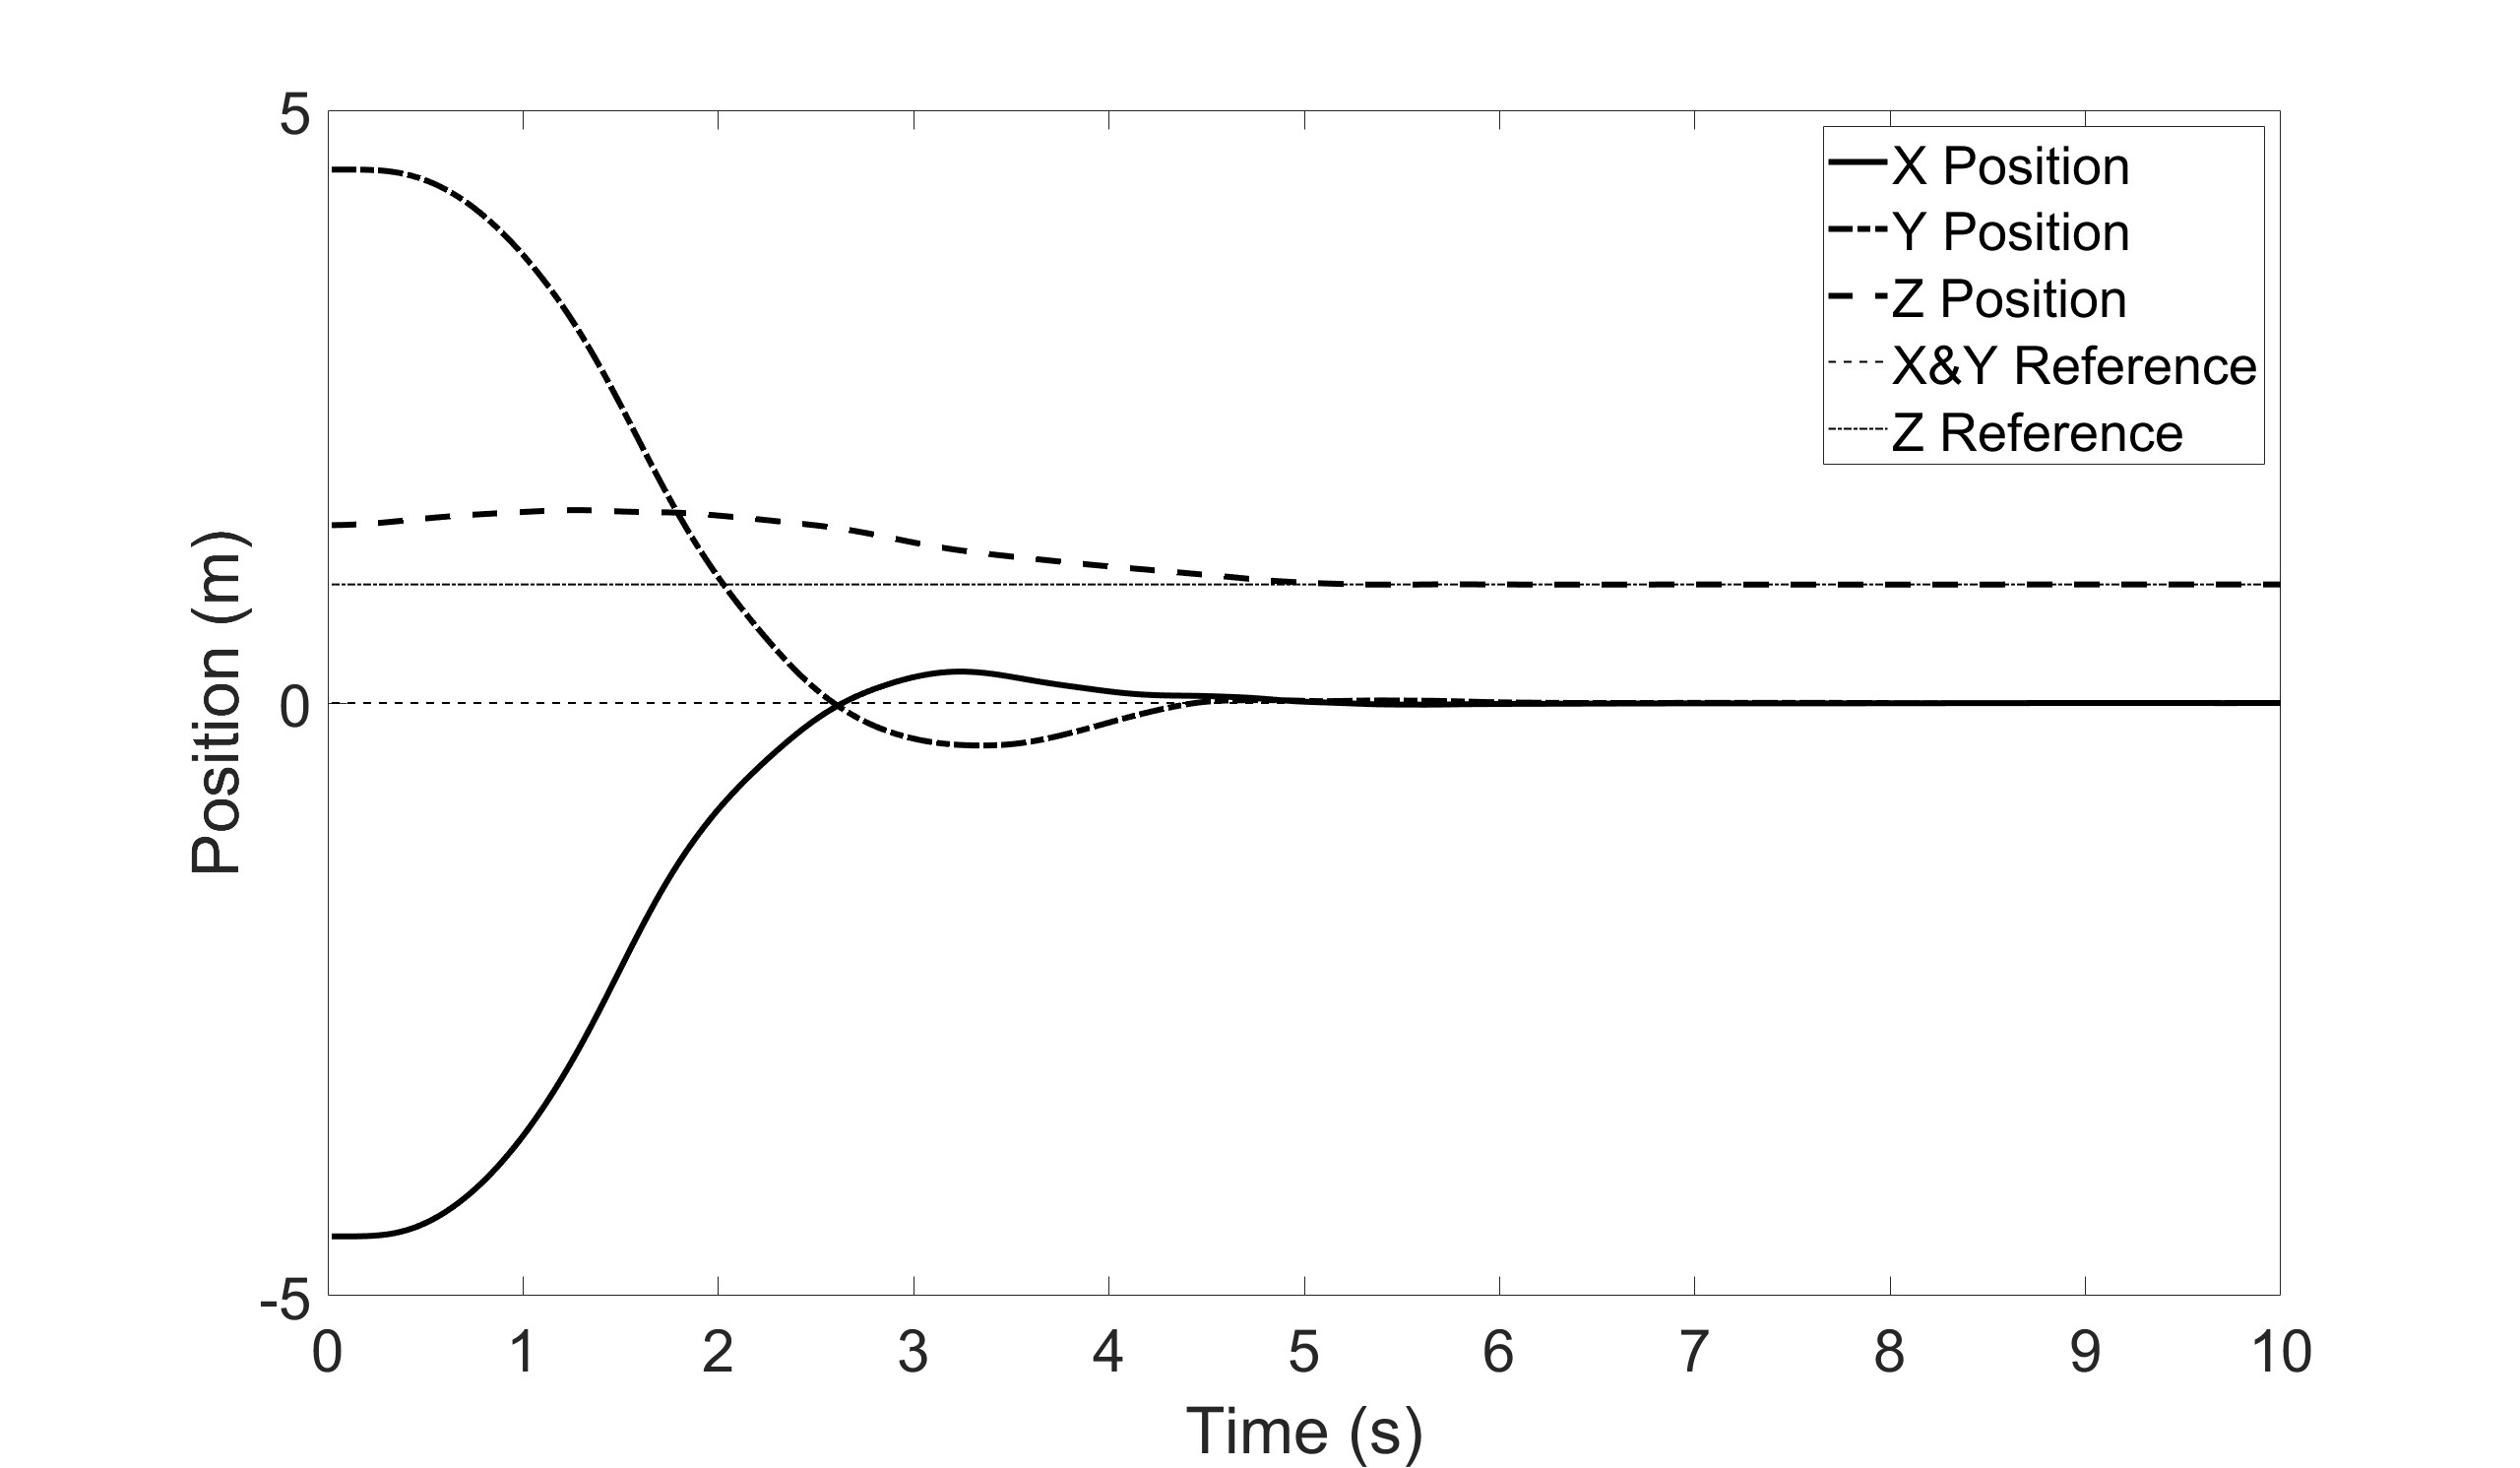 5
0
-5
Position (m)
X Position
Y Position
Z Position
X&Y Reference
Z Reference
0 1 2 3 4 5 6 7 8 9 10
Time (s)